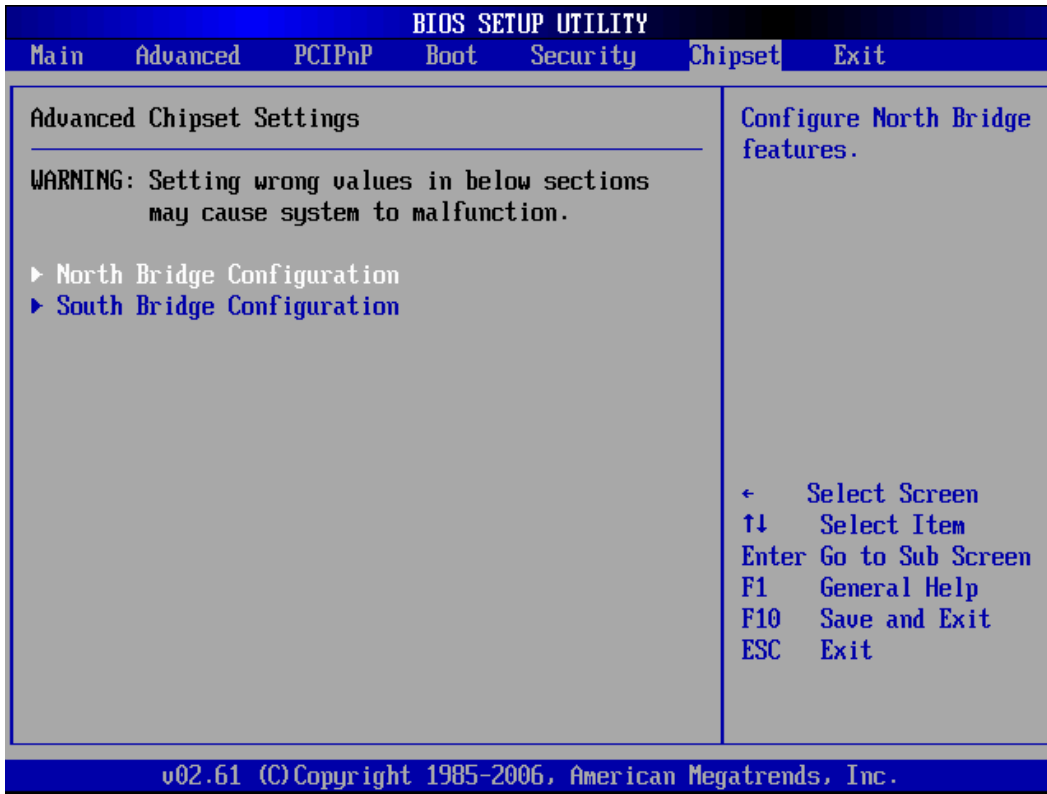 BIOS SETUP UTILITY
Main Advanced PCIPnP Boot Security Chipset Exit
Advanced Chipset Settings
WARNING: Setting wrong values in below sections
may cause system to malfunction.
▶ North Bridge Configuration
▶ South Bridge Configuration
Configure North Bridge
features.
← Select Screen
↑↓ Select Item
Enter Go to Sub Screen
F1 General Help
F10 Save and Exit
ESC Exit
v02.61 (C)Copyright 1985-2006, American Megatrends, Inc.